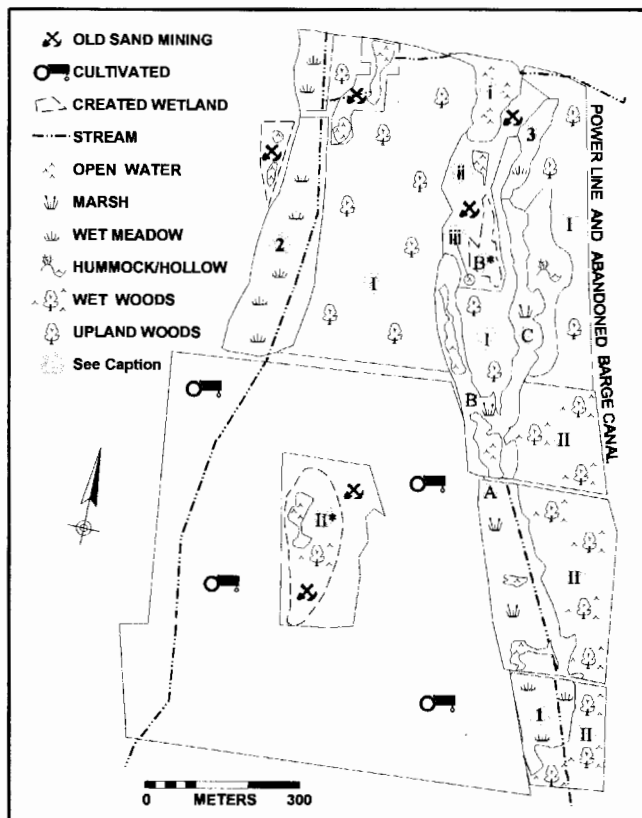 OLD SAND MINING
CULTIVATED
CREATED WETLAND
STREAM
OPEN WATER
MARSH
WET MEADOW
HUMMOCK/HOLLOW
WET WOODS
UPLAND WOODS
See Caption
i
3
ii
iii
B*
2
I
I
I
C
B
II
A
II*
II
1
II
POWER LINE AND ABANDONED BARGE CANAL
0 METERS 300